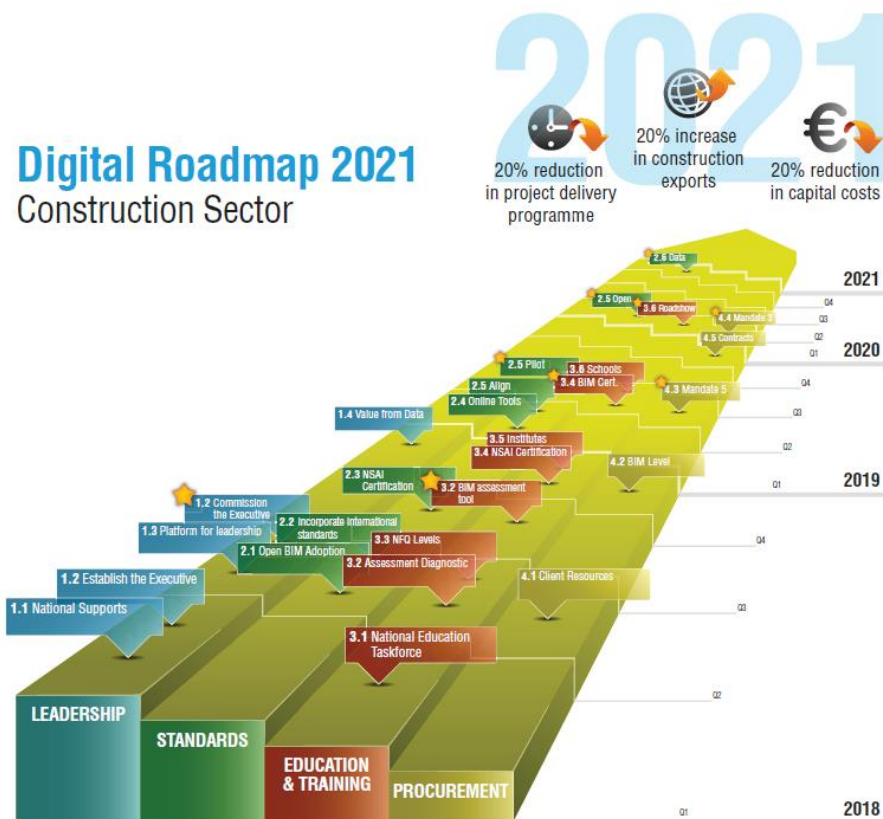 2021
Digital Roadmap 2021
Construction Sector
20% reduction
in project delivery
programme
20% increase
in construction
exports
20% reduction
in capital costs
2.6 Data
2021
2.5 Open
3.6 Roadshow
Q4
4.4 Mandate 3
Q3
4.5 Contracts
Q2
Q1
2020
2.5 Pilot
3.6 Schools
2.5 Align
3.4 BIM Cert.
4.3 Mandate 5
Q4
2.4 Online Tools
1.4 Value from Data
Q3
3.5 Institutes
3.4 NSAI Certification
Q2
4.2 BIM Level
2.3 NSAI
Certification
3.2 BIM assessment
tool
Q1
2019
1.2 Commission
the Executive
1.3 Platform for leadership
2.2 Incorporate International
standards
2.1 Open BIM Adoption
3.3 NFQ Levels
3.2 Assessment Diagnostic
Q4
1.2 Establish the Executive
4.1 Client Resources
1.1 National Supports
Q3
3.1 National Education
Taskforce
Q2
LEADERSHIP
STANDARDS
EDUCATION
& TRAINING
PROCUREMENT
Q1
2018